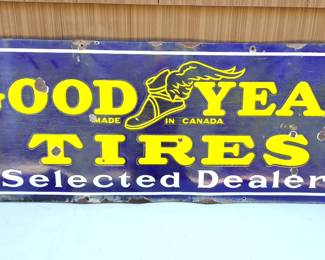 GOOD YEA
MADE IN CANADA
TIRES
Selected Dealer